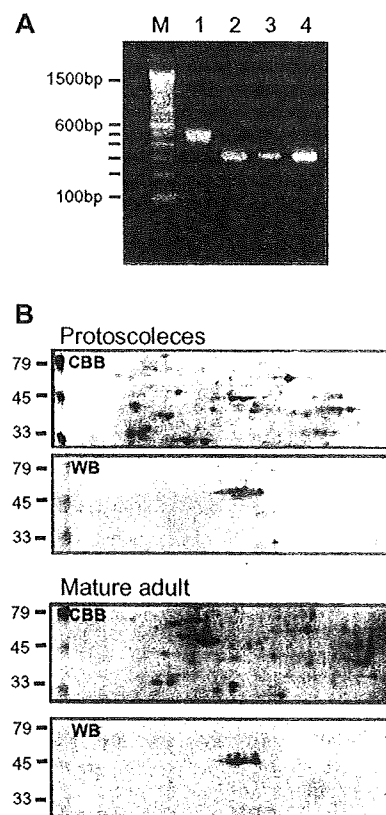 A
M 1 2 3 4
1500bp
600bp
100bp
B
Protoscoleces
CBB
79
45
33
WB
79
45
33
Mature adult
CBB
79
45
33
WB
79
45
33